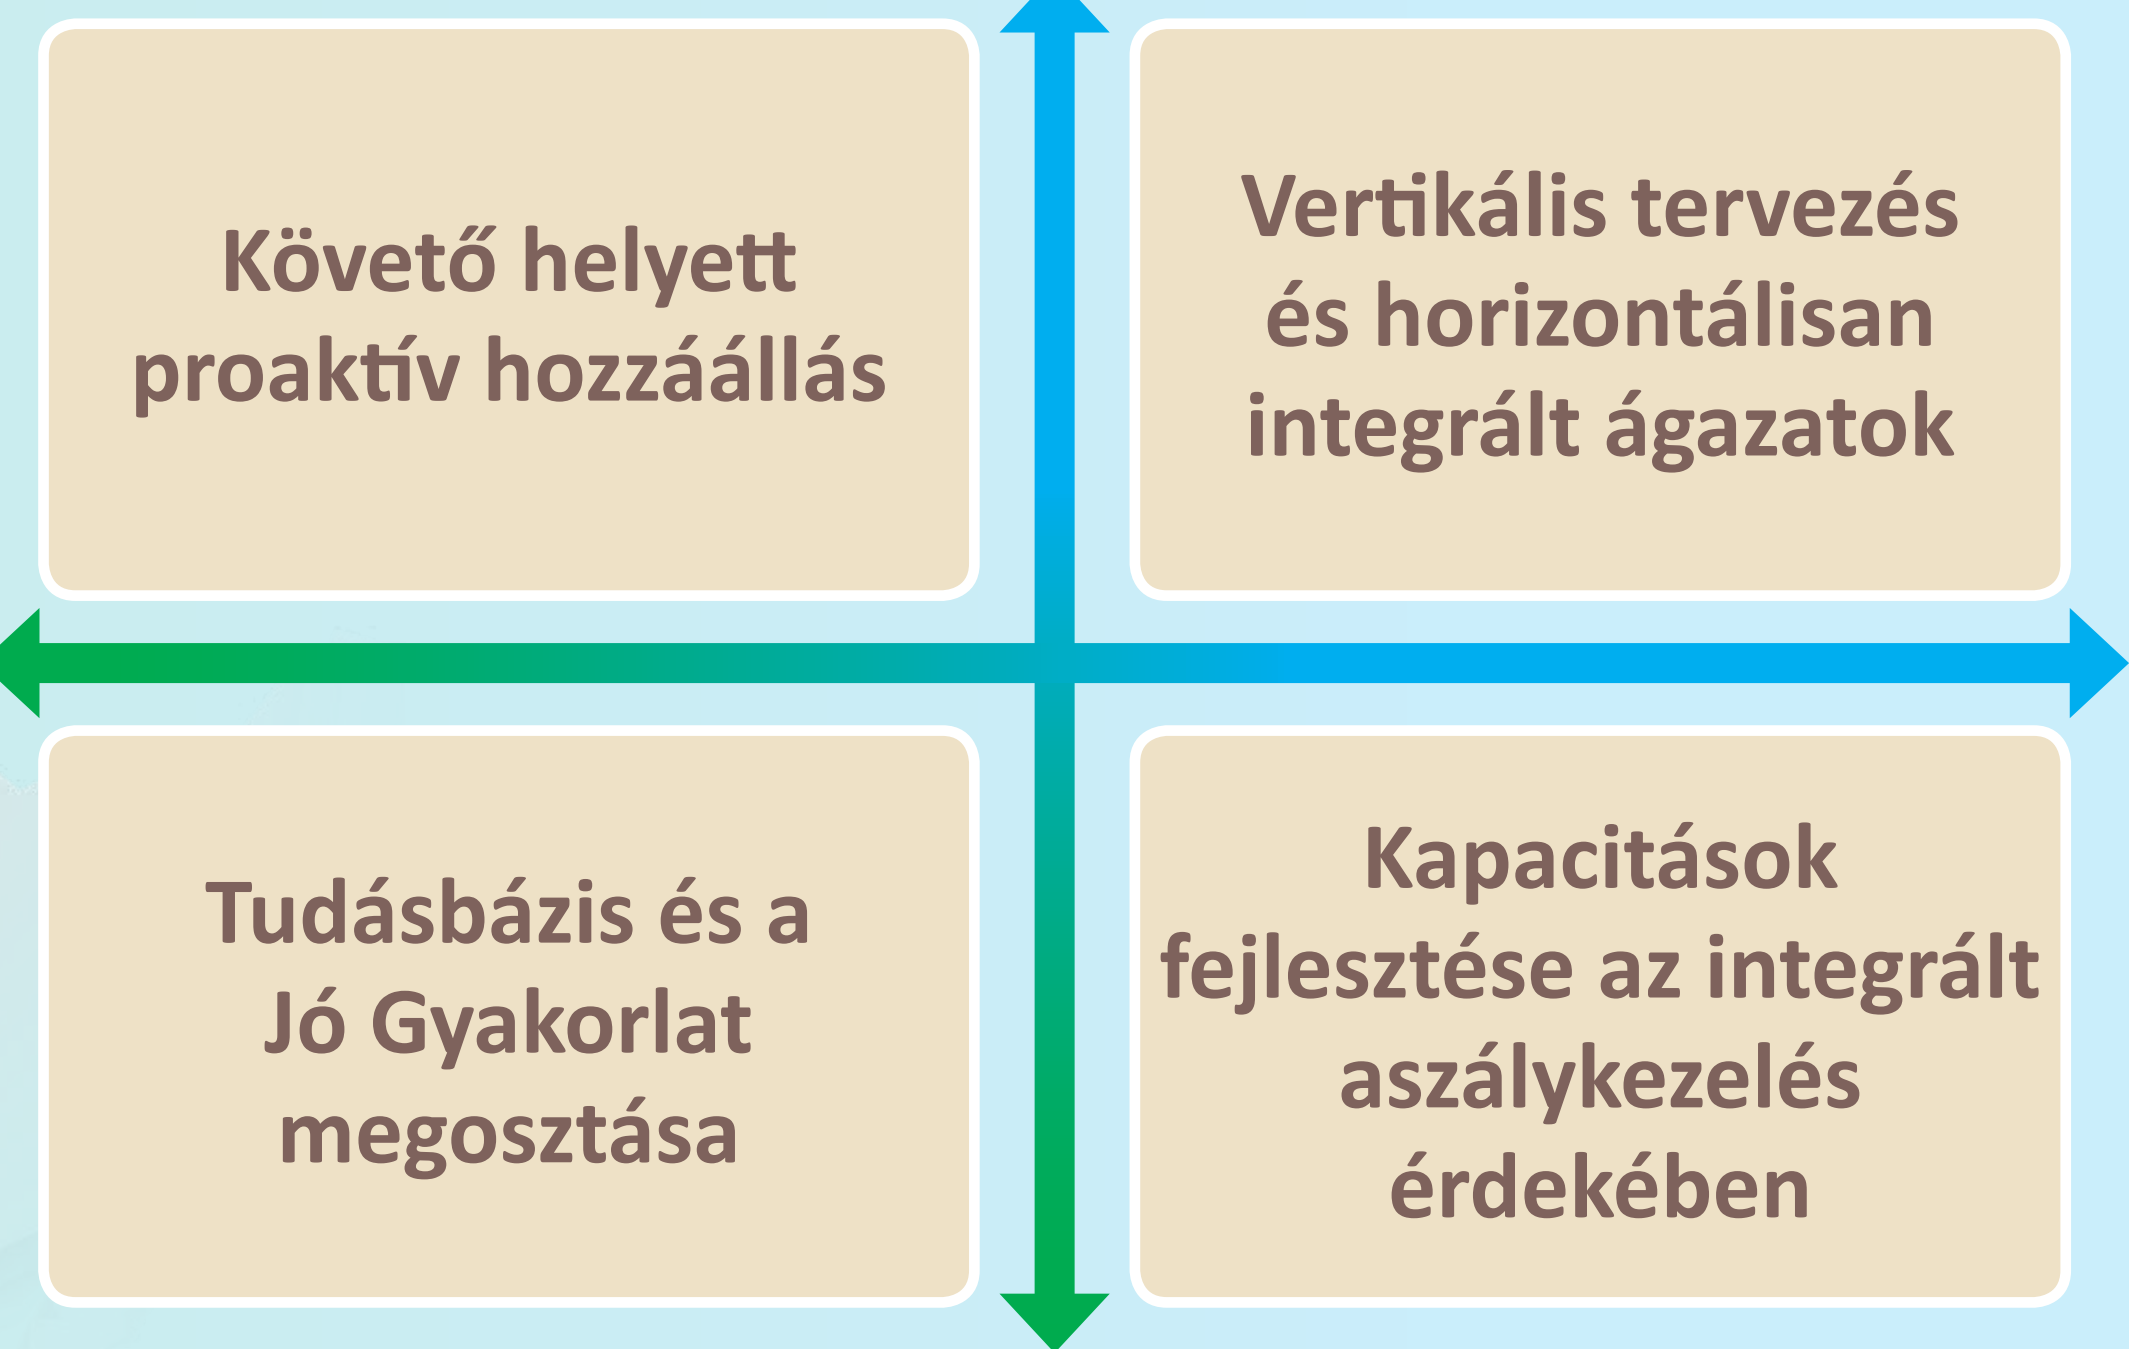 Követő helyett
proaktív hozzáállás
Vertikális tervezés
és horizontálisan
integrált ágazatok
Tudásbázis és a
Jó Gyakorlat
megosztása
Kapacitások
fejlesztése az integrált
aszálykezelés
érdekében